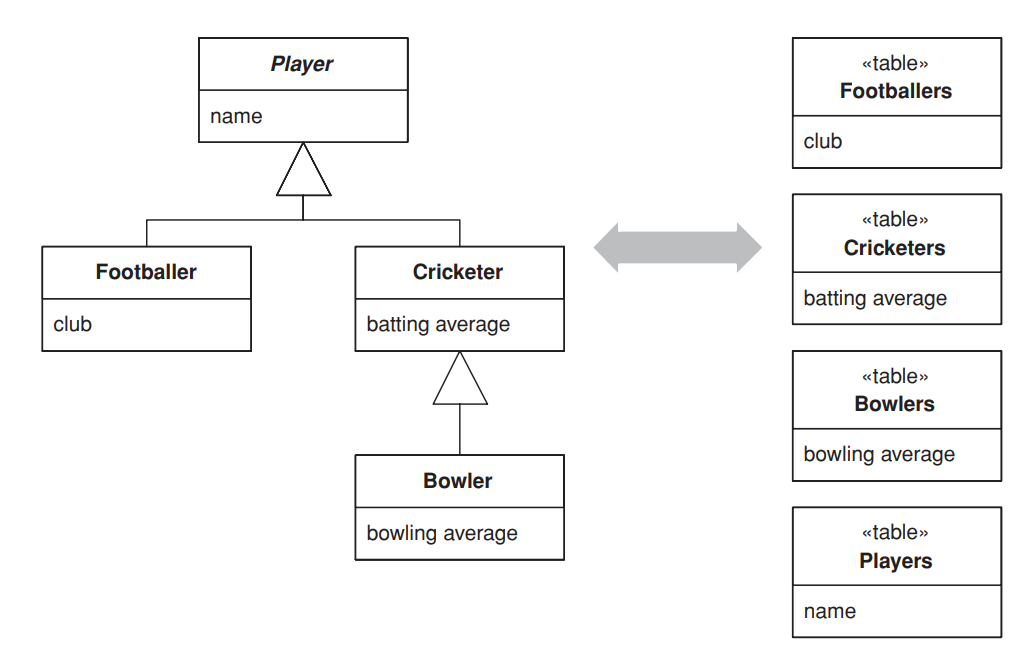 Player
name
Footballer
club
Cricketer
batting average
Bowler
bowling average
«table»
Footballers
club
«table»
Cricketers
batting average
«table»
Bowlers
bowling average
«table»
Players
name